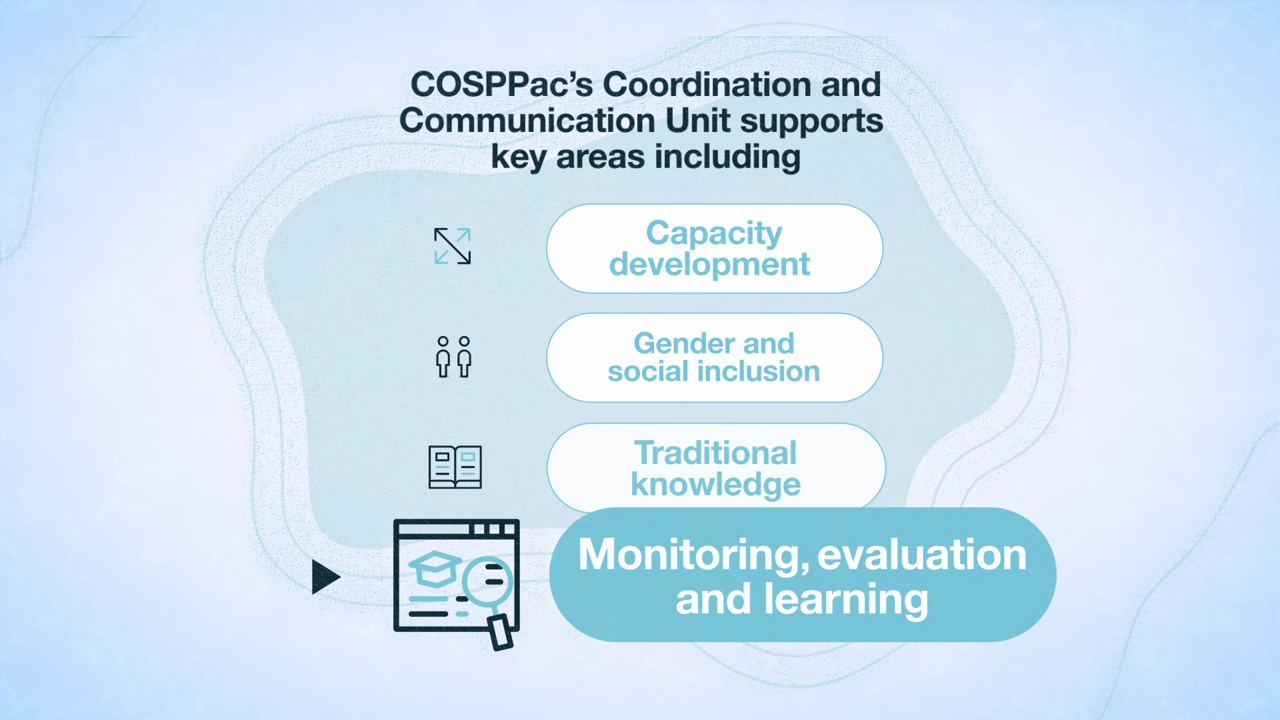 COSPPac’s Coordination and
Communication Unit supports
key areas including
Capacity
development
Gender and
social inclusion
Traditional
knowledge
Monitoring, evaluation
and learning